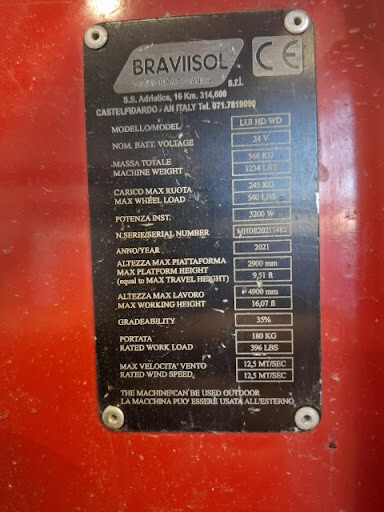 BRAVIISOL
s.r.l.
CE
S.S. Adriatica, 16 Km. 314,600
CASTELFIDARDO - AN ITALY Tel. 071.7819090
MODELLO/MODEL LUI HD WD
NOM. BATT. VOLTAGE 24 V
MASSA TOTALE 560 KG
MACHINE WEIGHT 1234 LBS
CARICO MAX RUOTA 245 KG
MAX WHEEL LOAD 540 LBS
POTENZA INST. 3200 W
N.SERIE/SERIAL NUMBER
ANNO/YEAR 2021
ALTEZZA MAX PIATTAFORMA 2900 mm
MAX PLATFORM HEIGHT 9,51 ft
(equal to MAX TRAVEL HEIGHT)
ALTEZZA MAX LAVORO 4900 mm
MAX WORKING HEIGHT 16,07 ft
GRADEABILITY 35%
PORTATA 180 KG
RATED WORK LOAD 396 LBS
MAX VELOCITA' VENTO 12,5 MT/SEC
RATED WIND SPEED 12,5 MT/SEC
THE MACHINE CAN BE USED OUTDOOR
LA MACCHINA PUO' ESSERE USATA ALL'ESTERNO